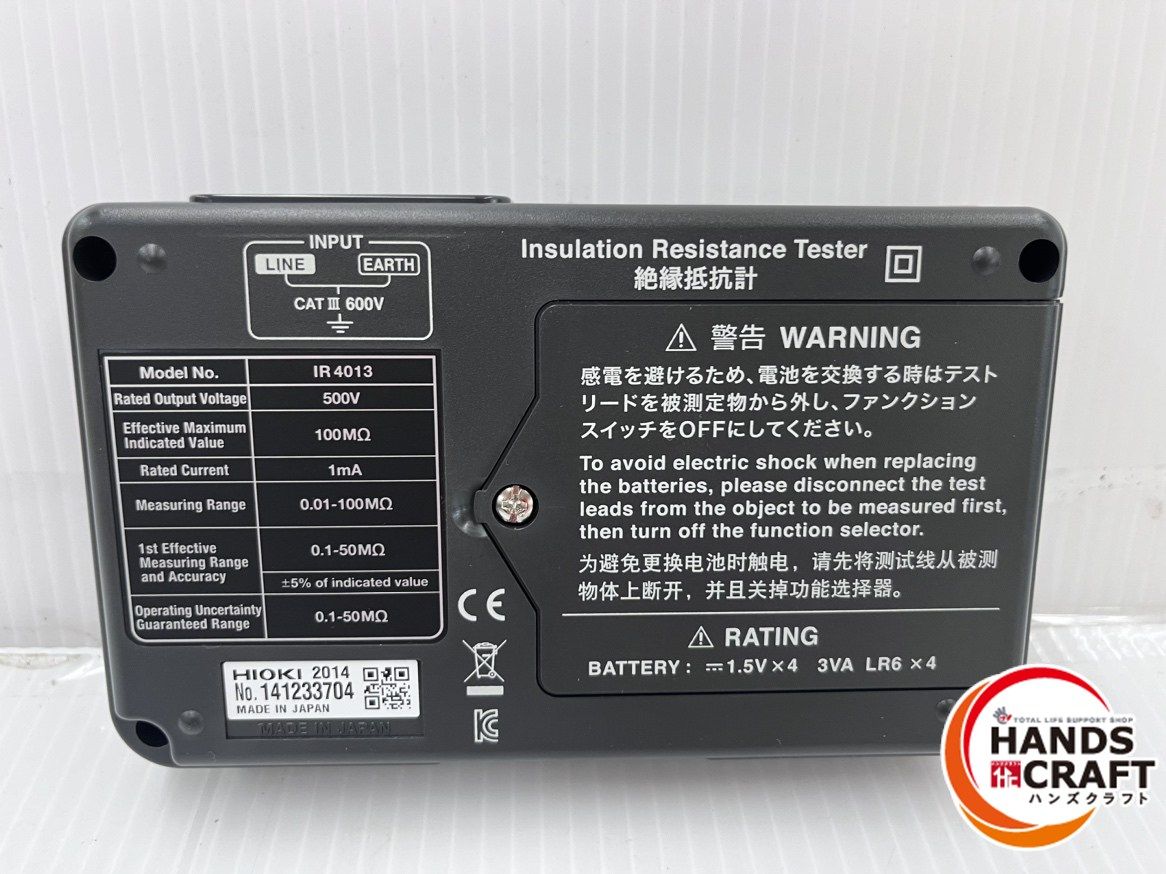 INPUT
LINE EARTH
CAT III 600V
Insulation Resistance Tester
絶縁抵抗計
Model No. IR 4013
Rated Output Voltage 500V
Effective Maximum
Indicated Value 100MΩ
Rated Current 1mA
Measuring Range 0.01-100MΩ
1st Effective
Measuring Range
and Accuracy 0.1-50MΩ
±5% of indicated value
Operating Uncertainty
Guaranteed Range 0.1-50MΩ
HIOKI 2014
No. 141233704
MADE IN JAPAN
MADE IN JAPAN
CE
⚠ 警告 WARNING
感電を避けるため、電池を交換する時はテスト
リードを被測定物から外し、ファンクション
スイッチをOFFにしてください。
To avoid electric shock when replacing
the batteries, please disconnect the test
leads from the object to be measured first,
then turn off the function selector.
为避免更换电池时触电，请先将测试线从被测
物体上断开，并且关掉功能选择器。
⚠ RATING
BATTERY: ⎓1.5V×4 3VA LR6 ×4
TOTAL LIFE SUPPORT SHOP
HANDS
CRAFT
ハンズクラフト